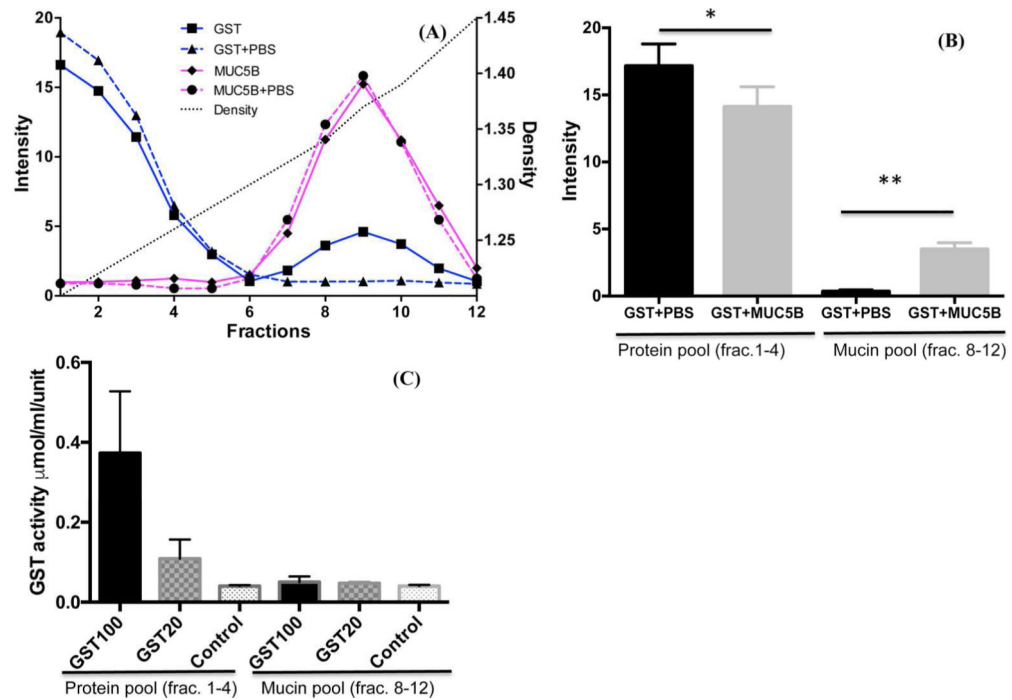 (A)
GST
GST+PBS
MUC5B
MUC5B+PBS
Density
Intensity
20
15
10
5
0
2
4
6
8
10
12
Fractions
1.45
1.40
1.35
1.30
1.25
Density
(B)
*
**
Intensity
20
15
10
5
0
GST+PBS
GST+MUC5B
GST+PBS
GST+MUC5B
Protein pool (frac.1-4)
Mucin pool (frac. 8-12)
(C)
GST activity μmol/ml/unit
0.6
0.4
0.2
0.0
GST100
GST20
Control
GST100
GST20
Control
Protein pool (frac. 1-4)
Mucin pool (frac. 8-12)